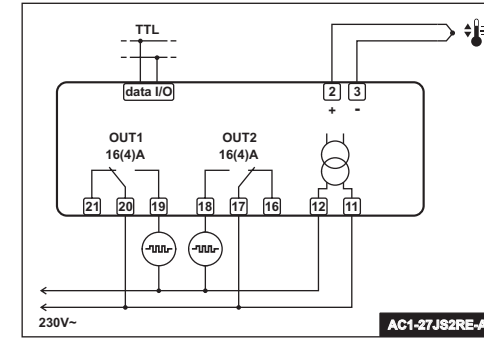 TTL
data I/O
2 3
+ -
OUT1 OUT2
16(4)A 16(4)A
21 20 19 18 17 16 12 11
230V~
AC1-27JS2RE-A